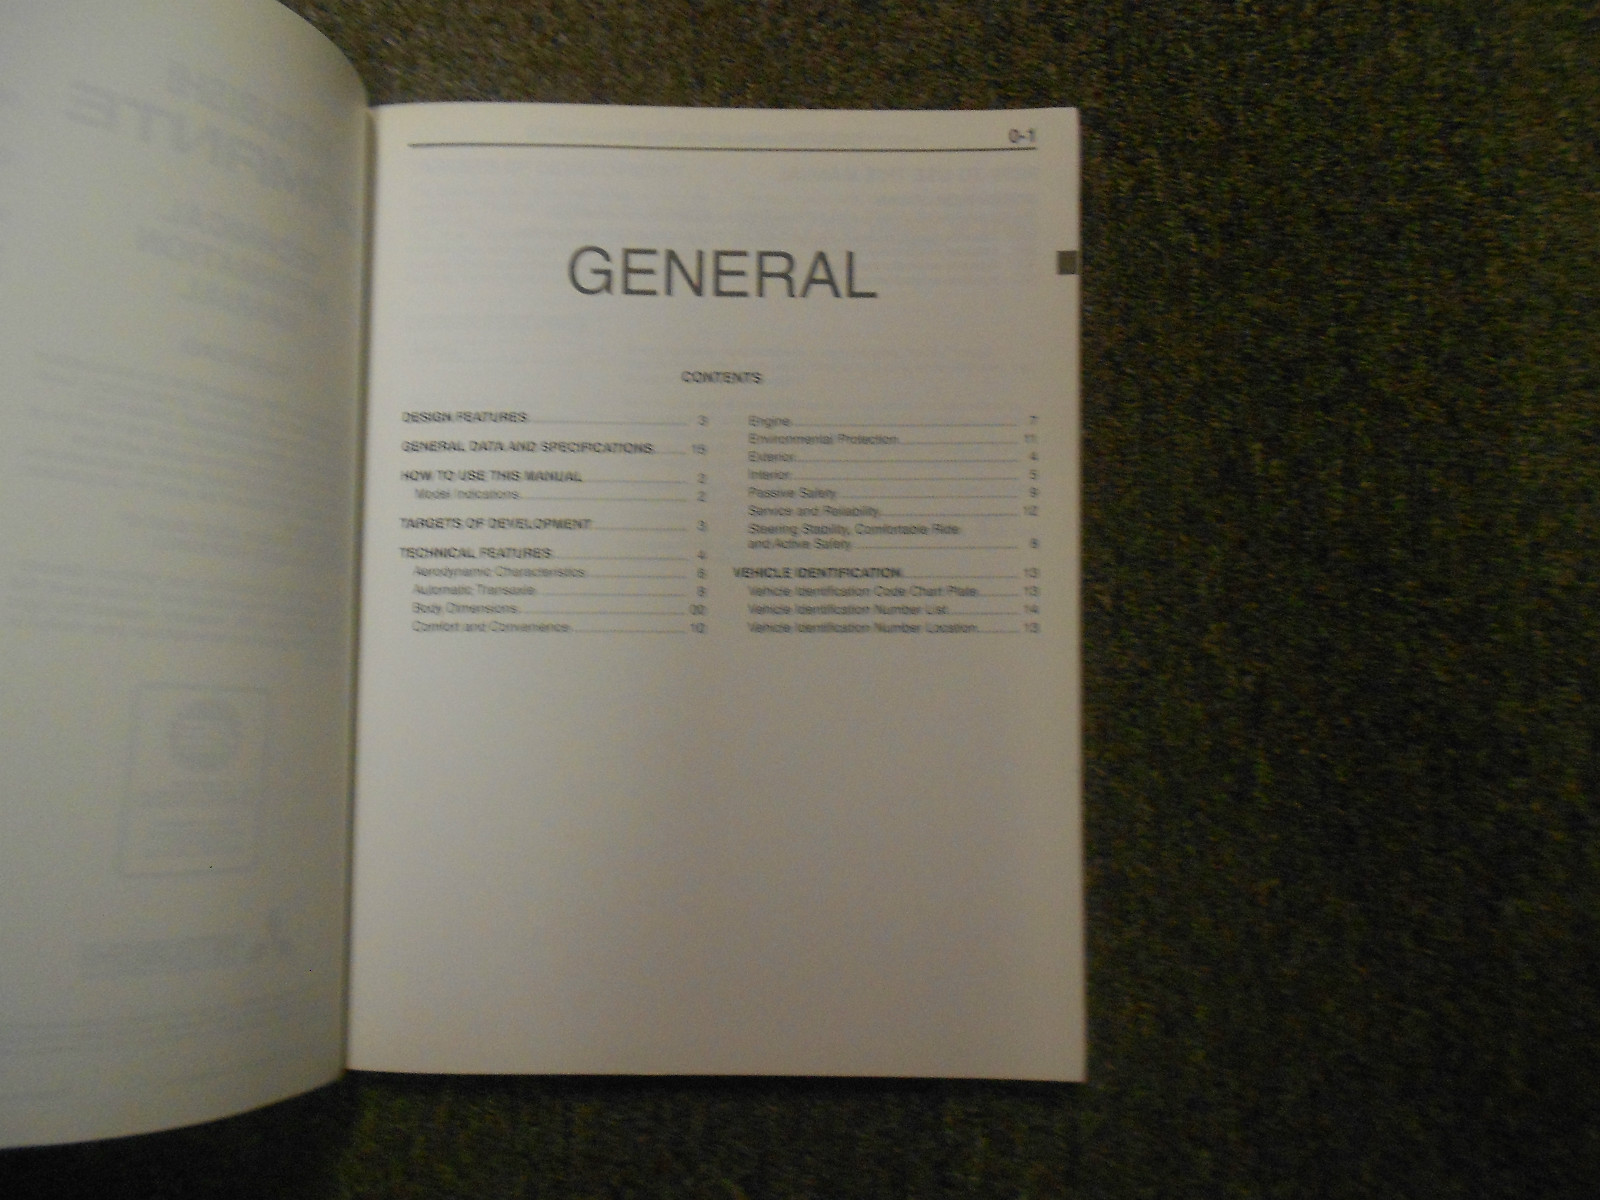 0-1
GENERAL
CONTENTS
DESIGN FEATURES 3
GENERAL DATA AND SPECIFICATIONS 15
HOW TO USE THIS MANUAL 2
Model Indications 2
TARGETS OF DEVELOPMENT 3
TECHNICAL FEATURES 4
Aerodynamic Characteristics 6
Automatic Transaxle 8
Body Dimensions
Comfort and Convenience 10
Engine 7
Environmental Protection 11
Exterior 4
Interior 5
Passive Safety 9
Service and Reliability 12
Steering Stability, Comfortable Ride
and Active Safety 8
VEHICLE IDENTIFICATION 13
Vehicle Identification Code Chart Plate 13
Vehicle Identification Number List 14
Vehicle Identification Number Location 13